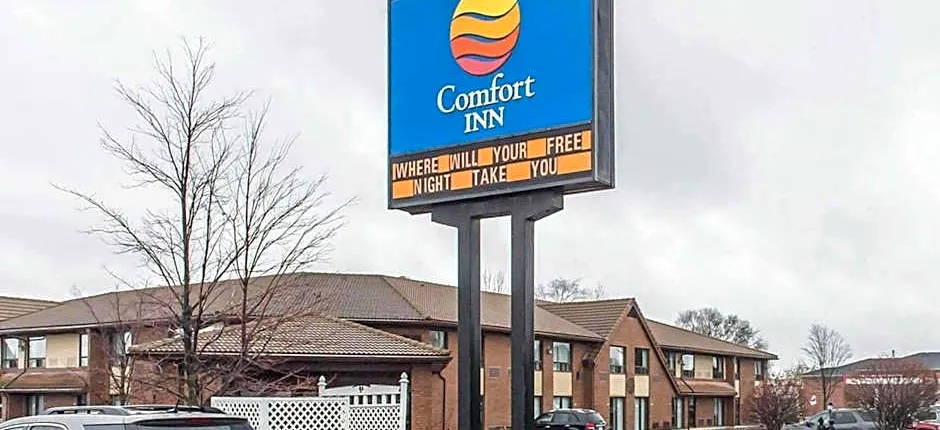 Comfort
INN
WHERE WILL YOUR FREE
NIGHT TAKE YOU